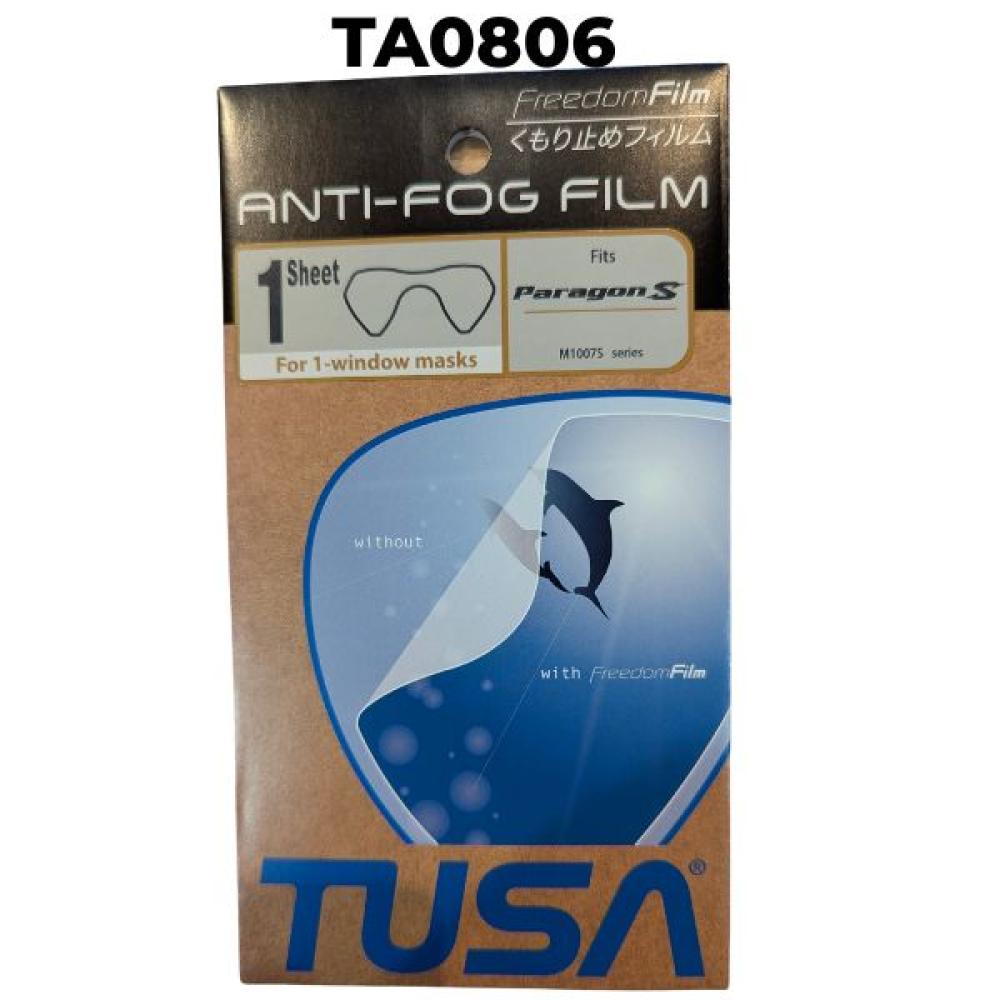 TA0806
FreedomFilm
くもり止めフィルム
ANTI-FOG FILM
1 Sheet
For 1-window masks
Fits
Paragon S
M1007S series
without
with FreedomFilm
TUSA®